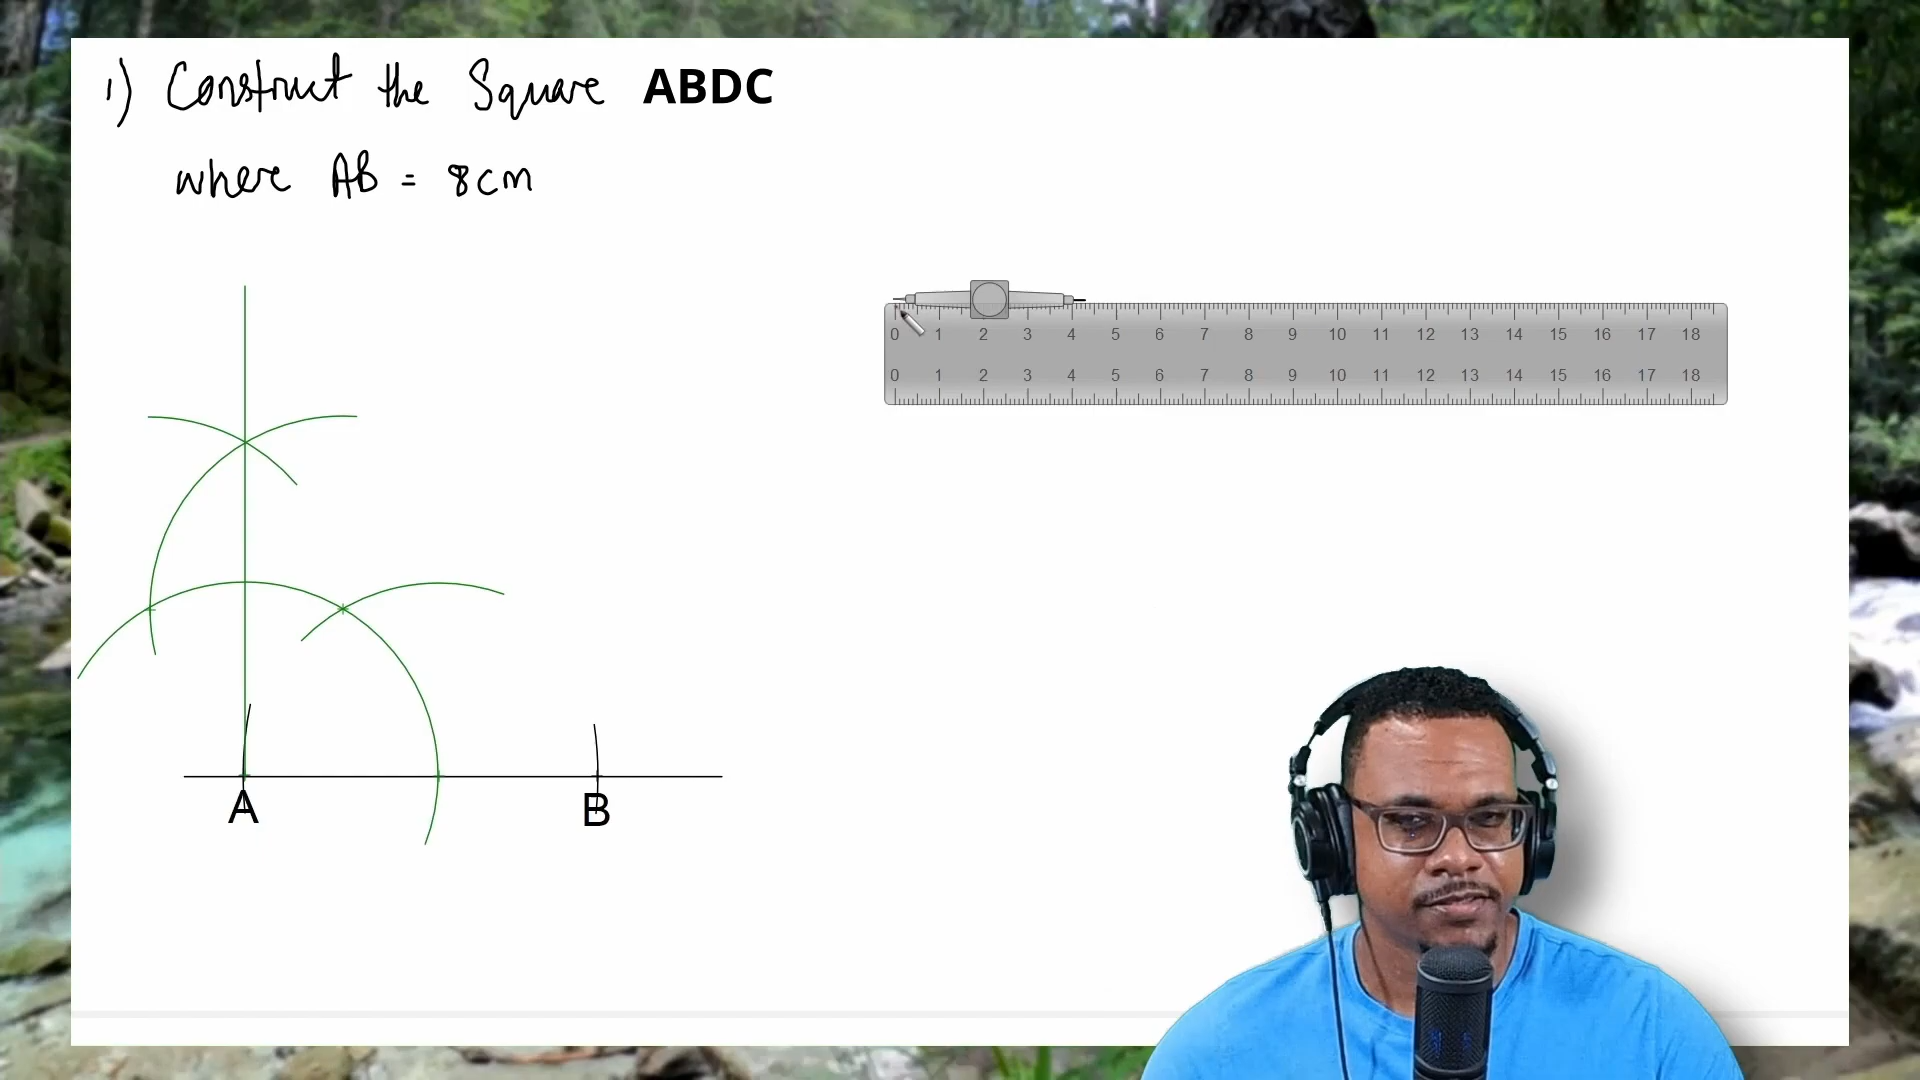 1) Construct the Square ABDC
where AB = 8cm
0 1 2 3 4 5 6 7 8 9 10 11 12 13 14 15 16 17 18
0 1 2 3 4 5 6 7 8 9 10 11 12 13 14 15 16 17 18
A B